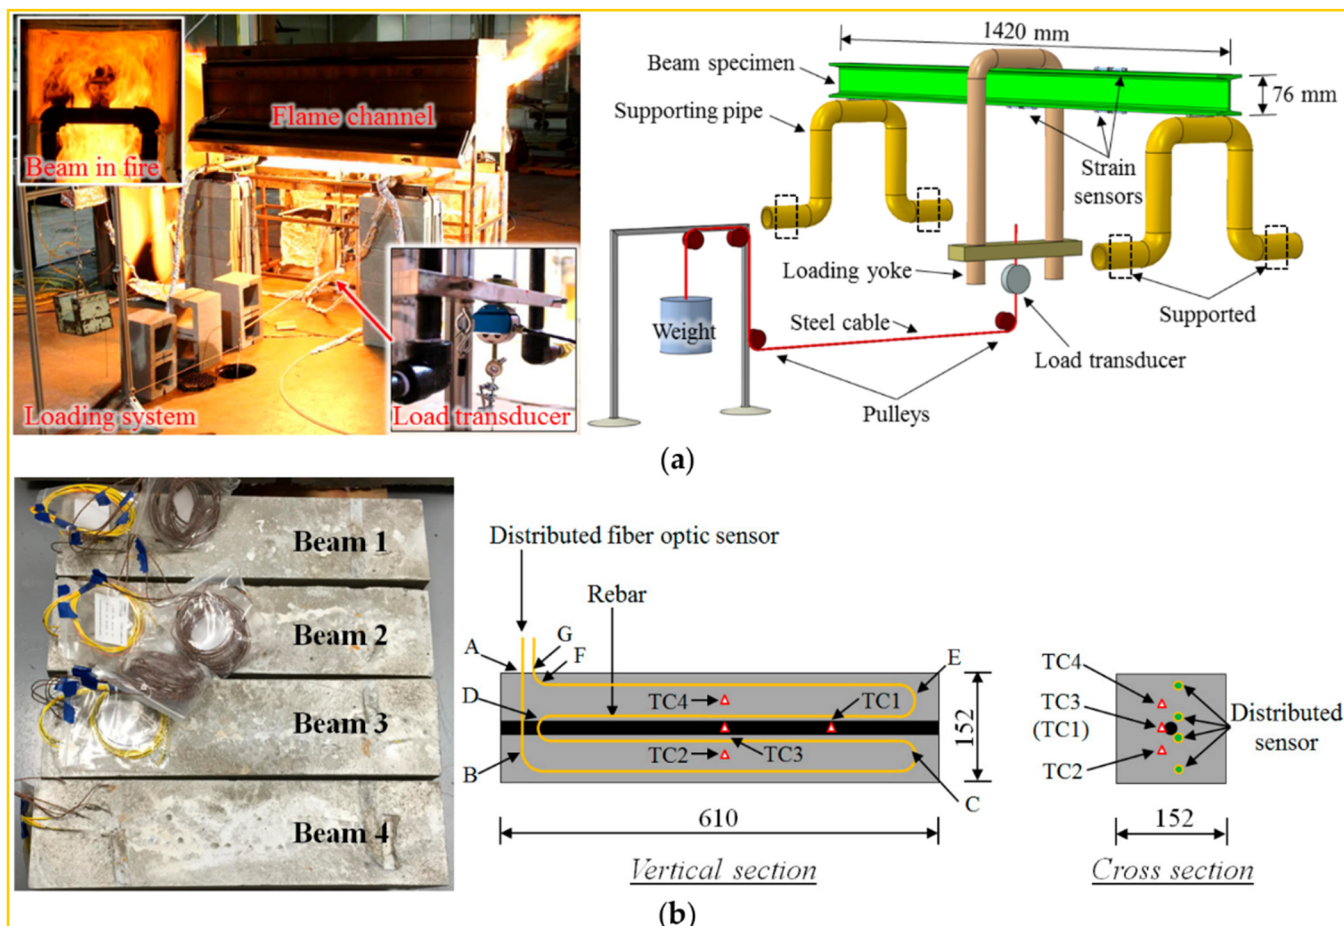 Beam in fire
Flame channel
Loading system
Load transducer
1420 mm
Beam specimen
76 mm
Supporting pipe
Strain
sensors
Loading yoke
Weight
Steel cable
Supported
Load transducer
Pulleys
(a)
Beam 1
Beam 2
Beam 3
Beam 4
Distributed fiber optic sensor
Rebar
A
G
F
E
D
TC4
TC1
TC4
TC3
(TC1)
Distributed
sensor
152
B
TC2
TC3
TC2
C
610
152
Vertical section
Cross section
(b)